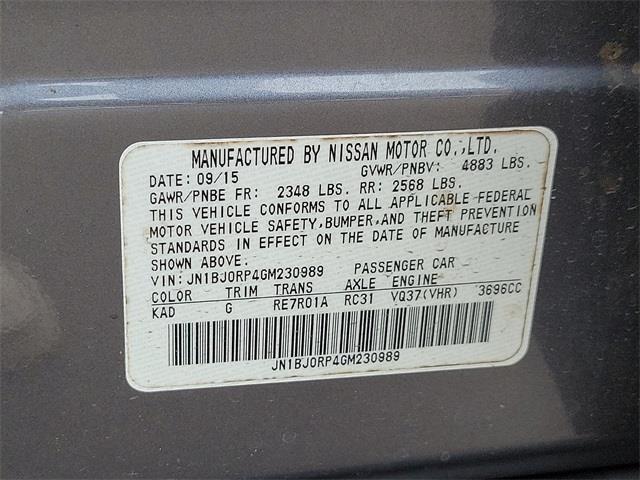 MANUFACTURED BY NISSAN MOTOR CO.,LTD.
DATE: 09/15 GVWR/PNBV: 4883 LBS.
GAWR/PNBE FR: 2348 LBS. RR: 2568 LBS.
THIS VEHICLE CONFORMS TO ALL APPLICABLE FEDERAL
MOTOR VEHICLE SAFETY, BUMPER, AND THEFT PREVENTION
STANDARDS IN EFFECT ON THE DATE OF MANUFACTURE
SHOWN ABOVE.
VIN: JN1BJ0RP4GM230989 PASSENGER CAR
COLOR TRIM TRANS AXLE ENGINE
KAD G RE7R01A RC31 VQ37(VHR) 3696CC
JN1BJ0RP4GM230989